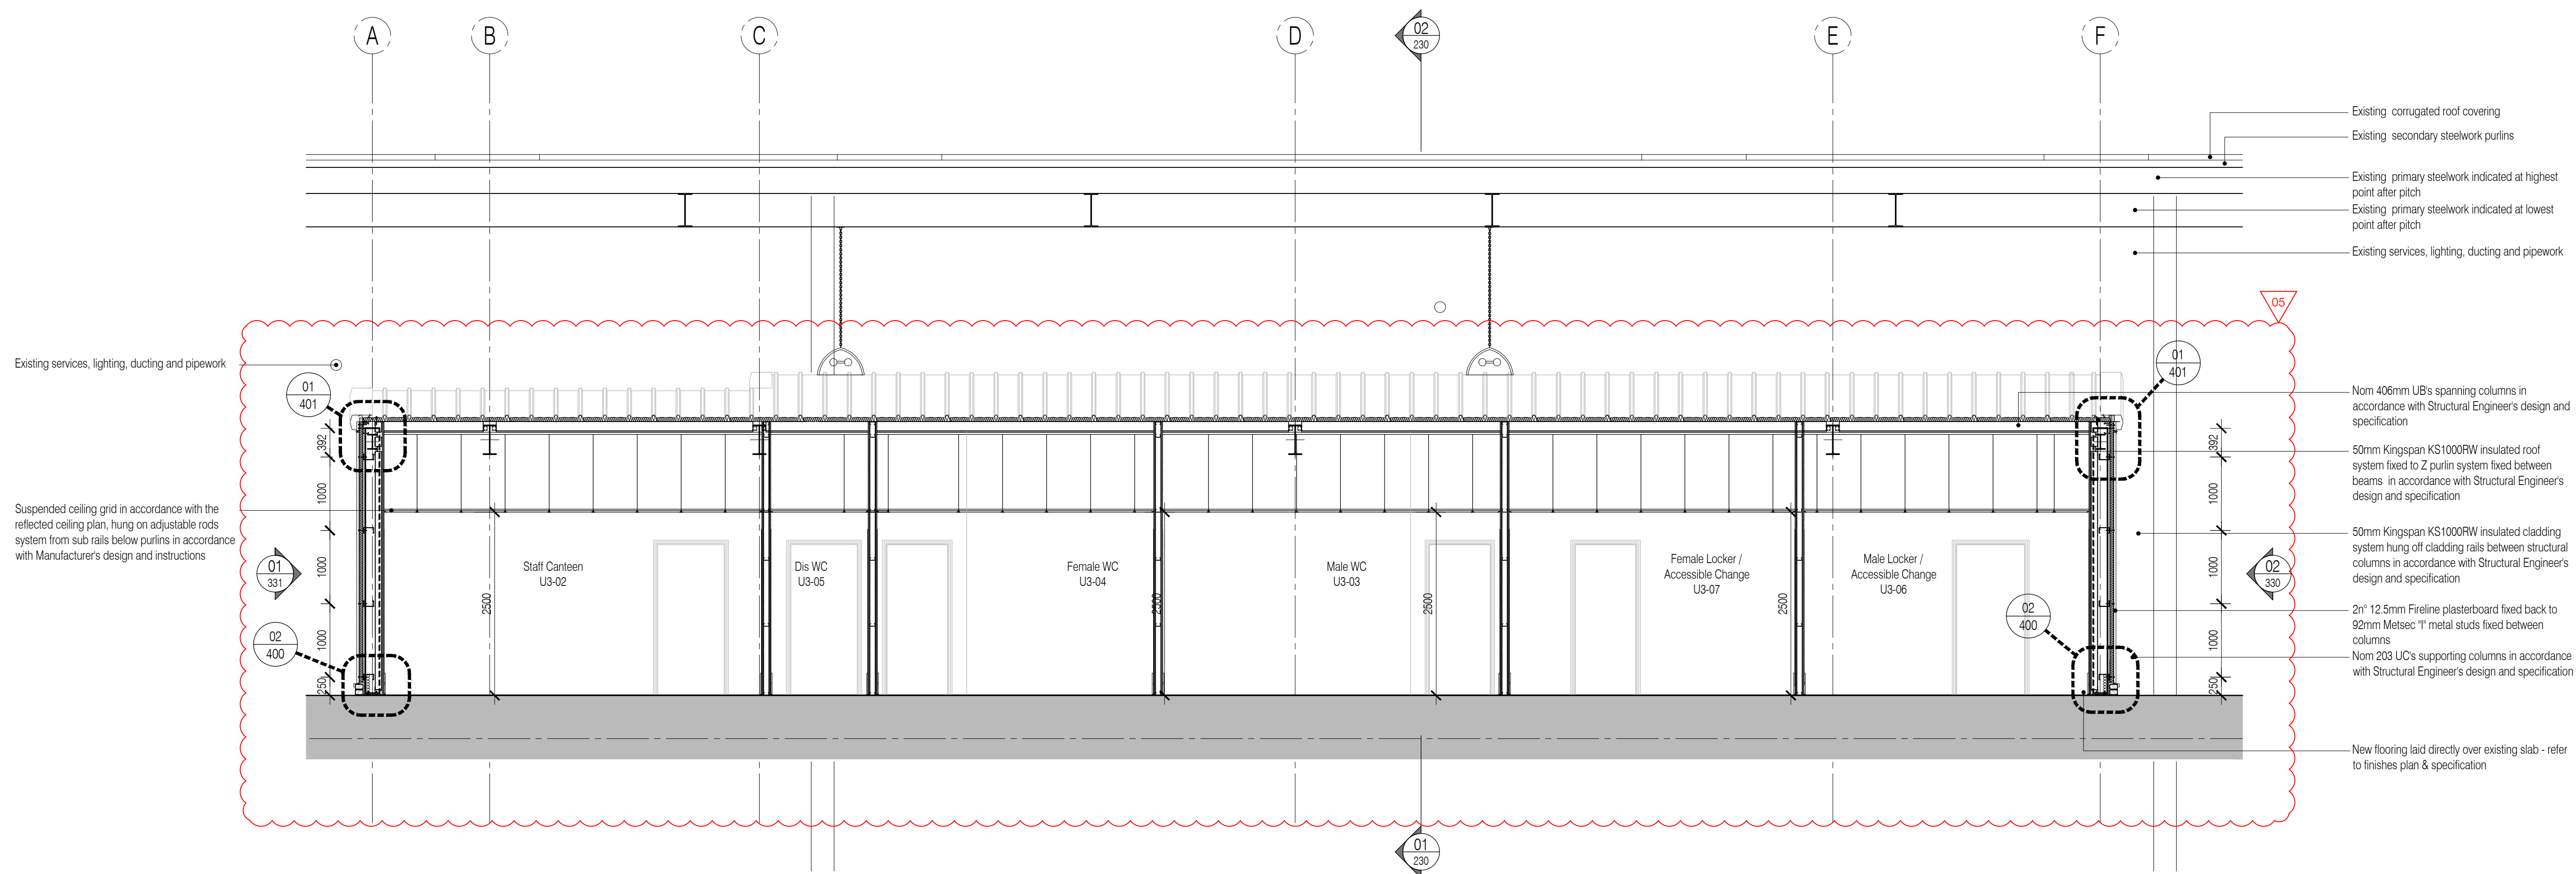 A
B
C
D
02
230
E
F
Existing corrugated roof covering
Existing secondary steelwork purlins
Existing primary steelwork indicated at highest
point after pitch
Existing primary steelwork indicated at lowest
point after pitch
Existing services, lighting, ducting and pipework
05
Existing services, lighting, ducting and pipework
01
401
01
401
Nom 406mm UB's spanning columns in
accordance with Structural Engineer's design and
specification
392
392
50mm Kingspan KS1000RW insulated roof
system fixed to Z purlin system fixed between
beams in accordance with Structural Engineer's
design and specification
1000
1000
Suspended ceiling grid in accordance with the
reflected ceiling plan, hung on adjustable rods
system from sub rails below purlins in accordance
with Manufacturer's design and instructions
50mm Kingspan KS1000RW insulated cladding
system hung off cladding rails between structural
columns in accordance with Structural Engineer's
design and specification
01
331
1000
Staff Canteen
U3-02
Dis WC
U3-05
Female WC
U3-04
Male WC
U3-03
Female Locker /
Accessible Change
U3-07
Male Locker /
Accessible Change
U3-06
1000
02
330
2500
2500
2500
2500
2n° 12.5mm Fireline plasterboard fixed back to
92mm Metsec "I" metal studs fixed between
columns
02
400
1000
02
400
1000
Nom 203 UC's supporting columns in accordance
with Structural Engineer's design and specification
250
250
New flooring laid directly over existing slab - refer
to finishes plan & specification
01
230